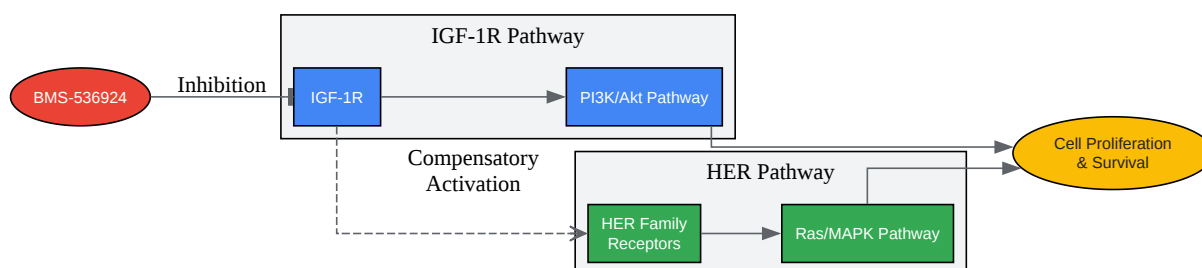 IGF-1R Pathway
BMS-536924
Inhibition
IGF-1R
PI3K/Akt Pathway
Compensatory
Activation
Cell Proliferation
& Survival
HER Pathway
HER Family
Receptors
Ras/MAPK Pathway